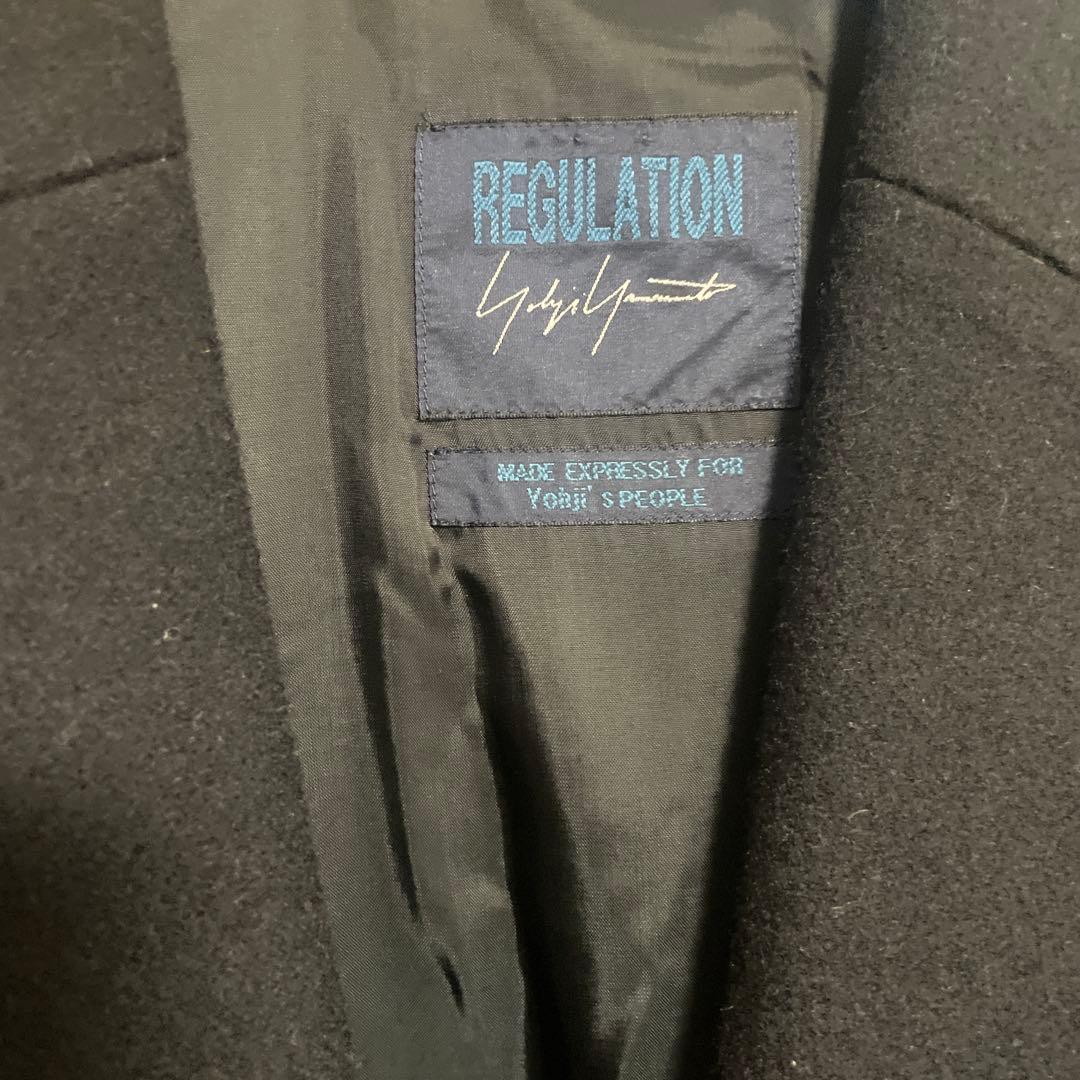 REGULATION
Yohji Yamamoto
MADE EXPRESSLY FOR
Yohji's PEOPLE